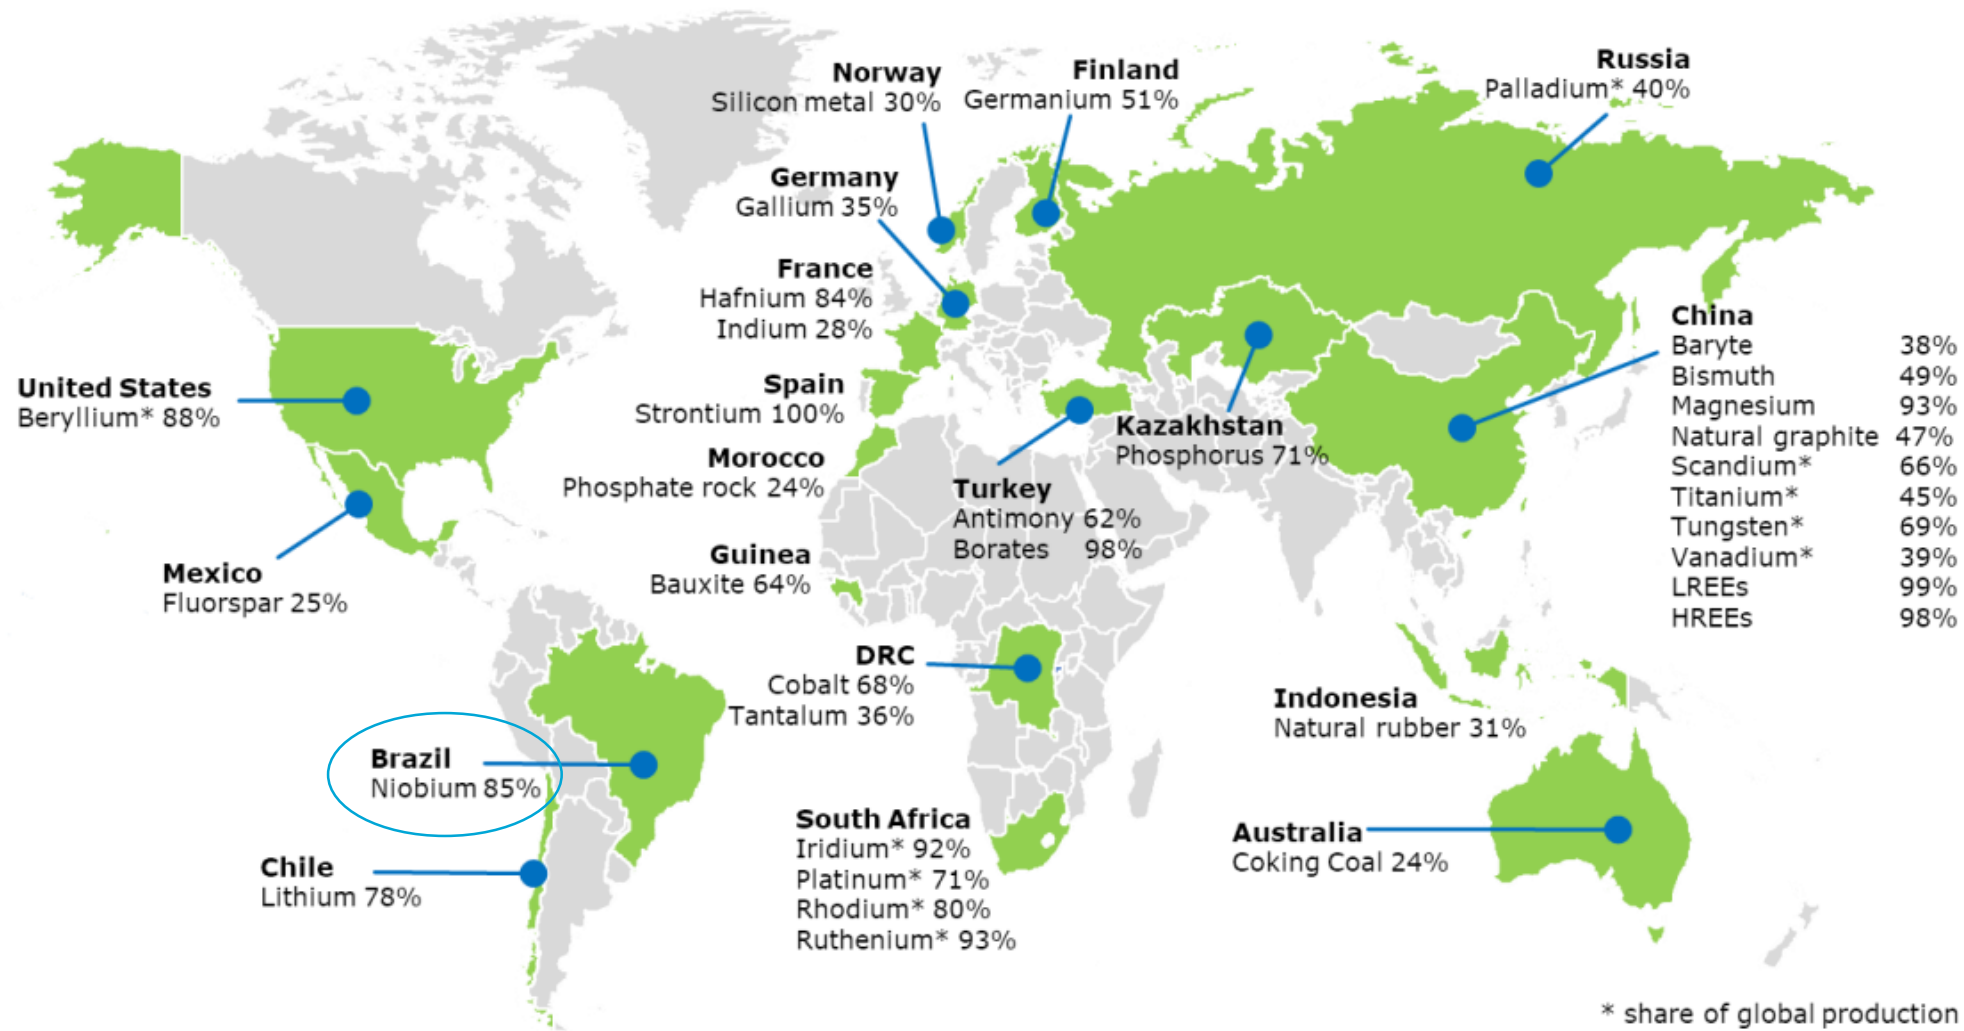 Norway
Silicon metal 30%
Finland
Germanium 51%
Russia
Palladium* 40%
Germany
Gallium 35%
France
Hafnium 84%
Indium 28%
United States
Beryllium* 88%
Spain
Strontium 100%
Morocco
Phosphate rock 24%
Kazakhstan
Phosphorus 71%
Turkey
Antimony 62%
Borates 98%
China
Baryte 38%
Bismuth 49%
Magnesium 93%
Natural graphite 47%
Scandium* 66%
Titanium* 45%
Tungsten* 69%
Vanadium* 39%
LREEs 99%
HREEs 98%
Mexico
Fluorspar 25%
Guinea
Bauxite 64%
DRC
Cobalt 68%
Tantalum 36%
Indonesia
Natural rubber 31%
Brazil
Niobium 85%
Chile
Lithium 78%
South Africa
Iridium* 92%
Platinum* 71%
Rhodium* 80%
Ruthenium* 93%
Australia
Coking Coal 24%
* share of global production